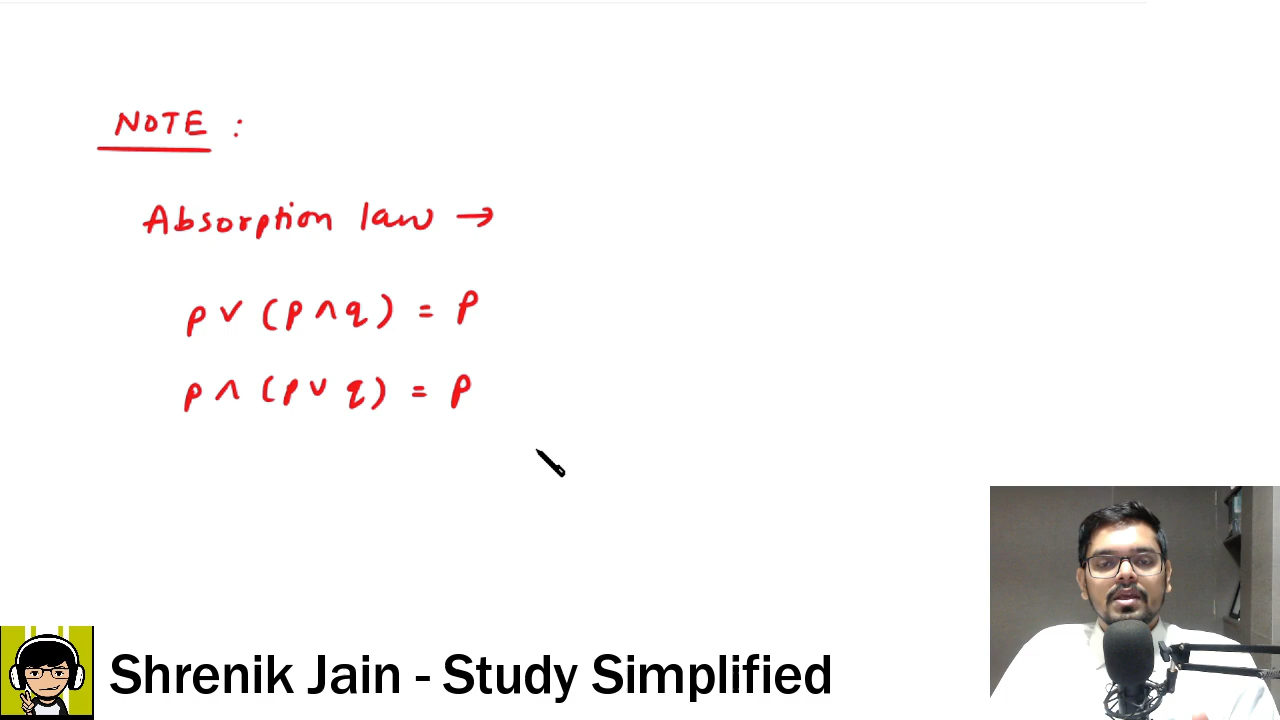 NOTE :
Absorption law →
p ∨ (p ∧ q) = p
p ∧ (p ∨ q) = p
Shrenik Jain - Study Simplified